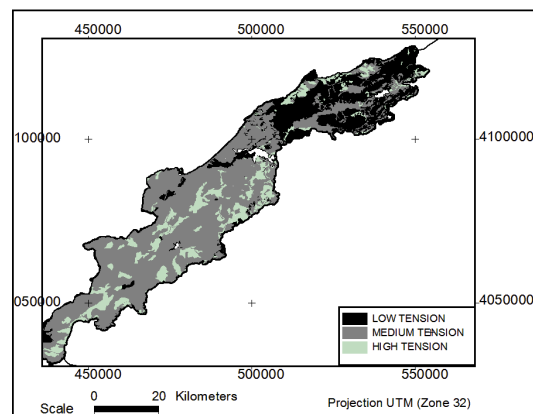 450000 500000 550000
100000 4100000
050000 4050000
LOW TENSION
MEDIUM TENSION
HIGH TENSION
450000 500000 550000
0 20 Kilometers
Scale
Projection UTM (Zone 32)